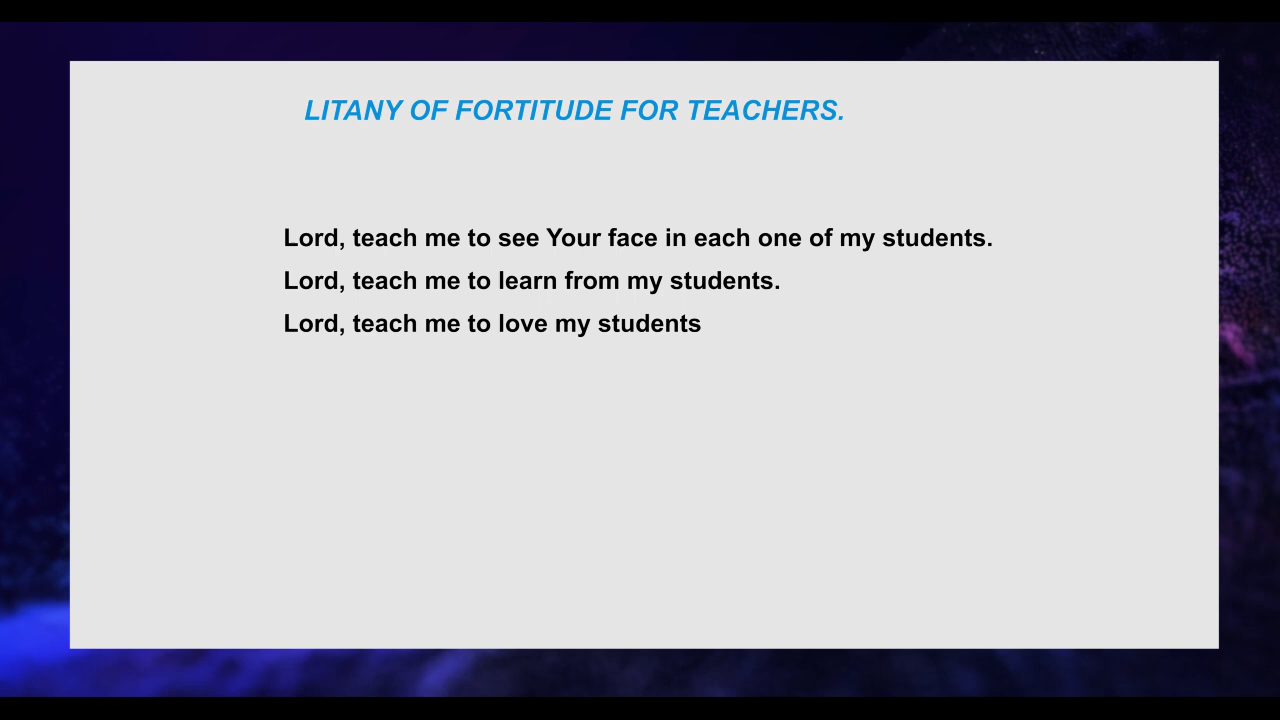 LITANY OF FORTITUDE FOR TEACHERS.
Lord, teach me to see Your face in each one of my students.
Lord, teach me to learn from my students.
Lord, teach me to love my students